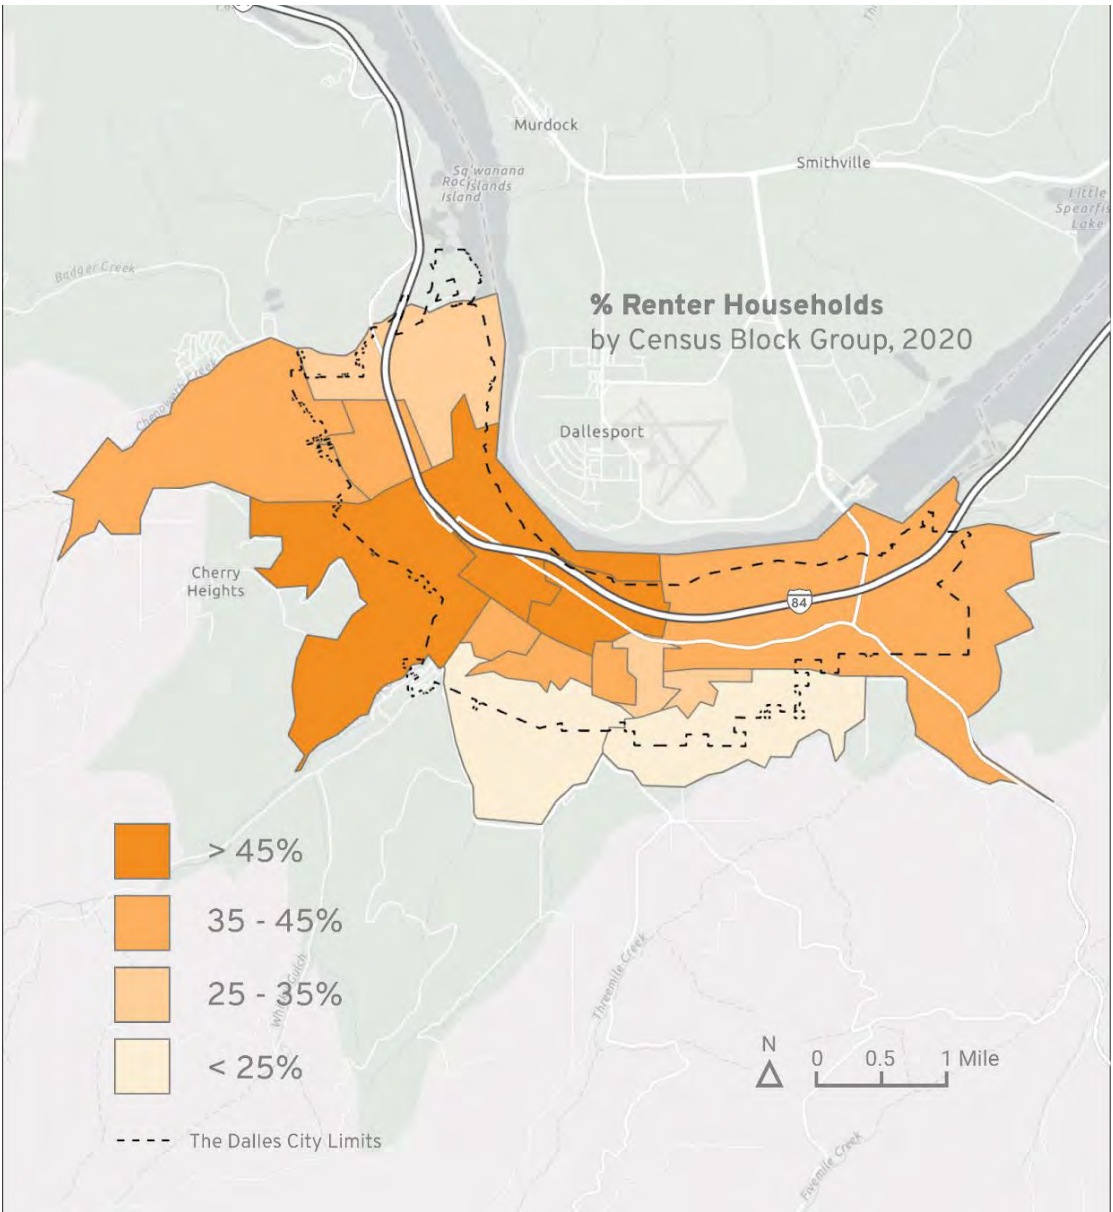 Murdock
Smithville
Sq'wanana
Rock Islands
Island
Little
Lake
Badger Creek
% Renter Households
by Census Block Group, 2020
Chenoweth Creek
Dallesport
Cherry
Heights
84
> 45%
35 - 45%
25 - 35%
< 25%
Gulch
Threemile Creek
N
0 0.5 1 Mile
The Dalles City Limits
Fivemile Creek